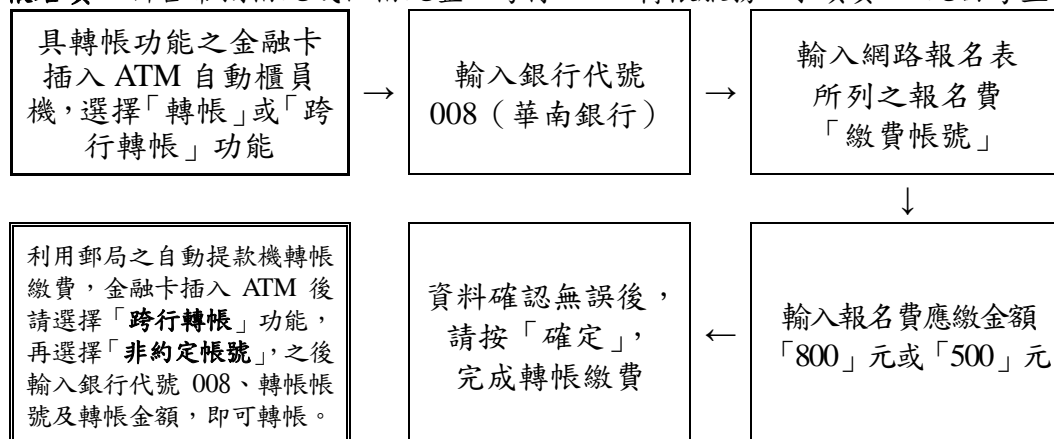 具轉帳功能之金融卡
插入 ATM 自動櫃員
機，選擇「轉帳」或「跨
行轉帳」功能
→
輸入銀行代號
008（華南銀行）
→
輸入網路報名表
所列之報名費
「繳費帳號」
↓
輸入報名費應繳金額
「800」元或「500」元
←
資料確認無誤後，
請按「確定」，
完成轉帳繳費
利用郵局之自動提款機轉帳
繳費，金融卡插入 ATM 後
請選擇「跨行轉帳」功能，
再選擇「非約定帳號」，之後
輸入銀行代號 008、轉帳帳
號及轉帳金額，即可轉帳。